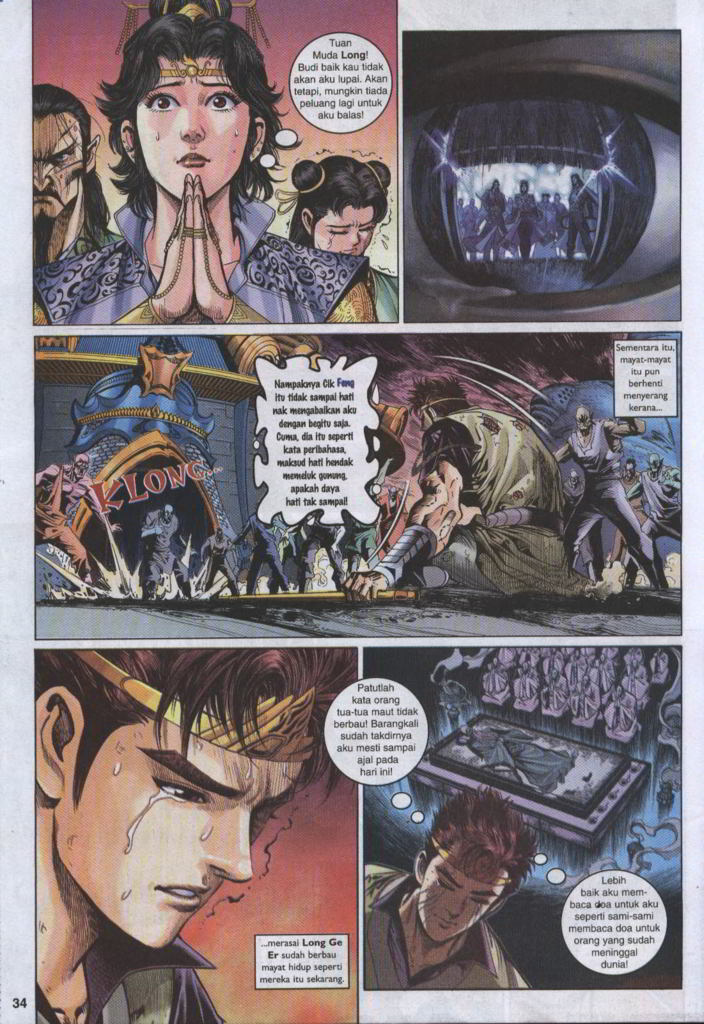 Tuan
Muda Long!
Budi baik kau tidak
akan aku lupai. Akan
tetapi, mungkin tiada
peluang lagi untuk
aku balas!
Sementara itu,
mayat-mayat
itu pun
berhenti
menyerang
kerana...
Nampaknya Cik Feng
itu tidak sampai hati
nak mengabaikan aku
dengan begitu saja.
Cuma, dia itu seperti
kata peribahasa,
maksud hati hendak
memeluk gunung,
apakah daya
hati tak sampai!
KLONG...
...merasai Long Ge
Er sudah berbau
mayat hidup seperti
mereka itu sekarang.
Patutlah
kata orang
tua-tua maut tidak
berbau! Barangkali
sudah takdirnya
aku mesti sampai
ajal pada
hari ini!
Lebih
baik aku mem-
baca doa untuk aku
seperti sami-sami
membaca doa untuk
orang yang sudah
meninggal
dunia!
34